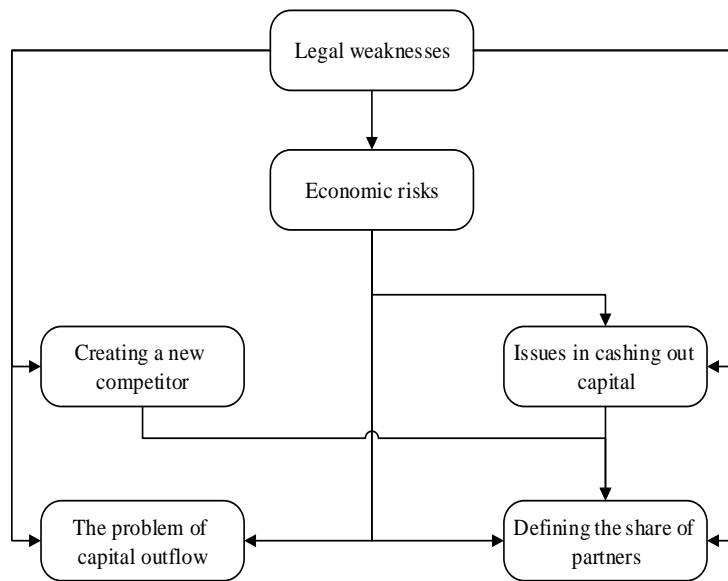 Legal weaknesses
Economic risks
Creating a new
competitor
Issues in cashing out
capital
The problem of
capital outflow
Defining the share of
partners